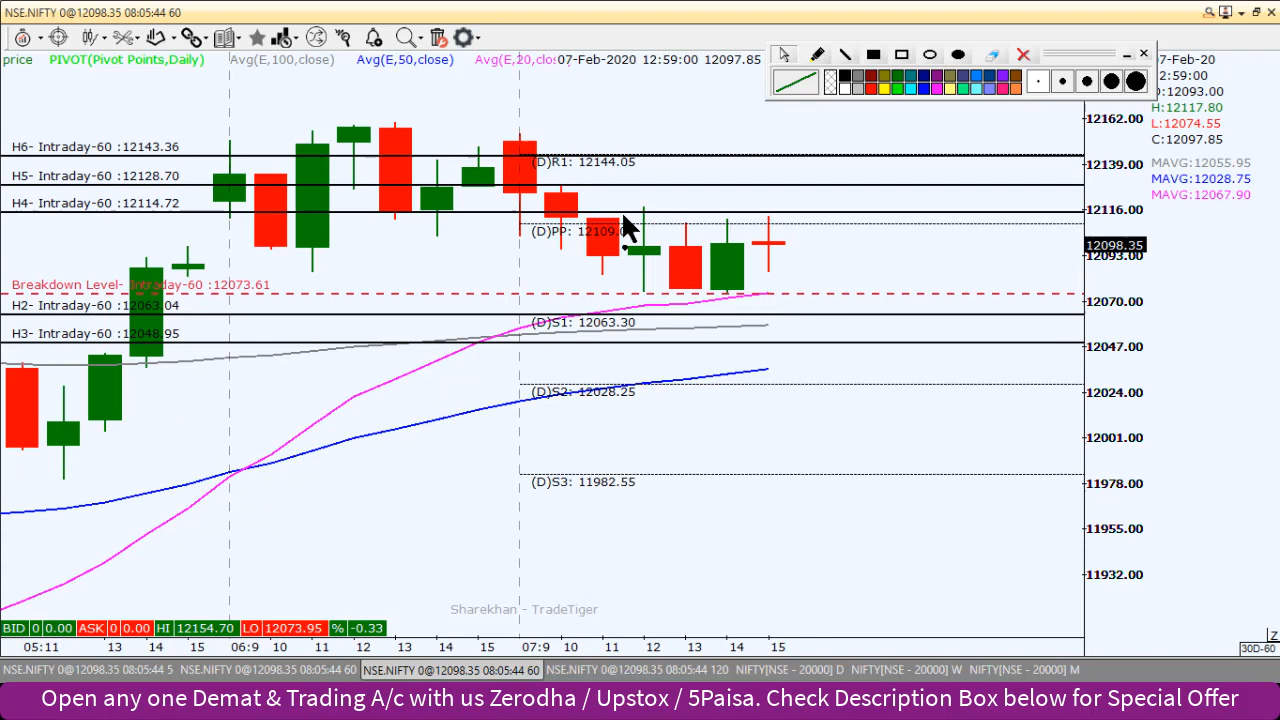 NSE.NIFTY 0@12098.35 08:05:44 60
price PIVOT(Pivot Points,Daily) Avg(E,100,close) Avg(E,50,close) Avg(E,20,clos 07-Feb-2020 12:59:00 12097.85
07-Feb-20
12:59:00
O:12093.00
H:12117.80
L:12074.55
C:12097.85
MAVG:12055.95
MAVG:12028.75
MAVG:12067.90
12162.00
12139.00
12116.00
12098.35
12093.00
12070.00
12047.00
12024.00
12001.00
11978.00
11955.00
11932.00
H6- Intraday-60 :12143.36
(D)R1: 12144.05
H5- Intraday-60 :12128.70
H4- Intraday-60 :12114.72
(D)PP: 12109.0
Breakdown Level- Intraday-60 :12073.61
H2- Intraday-60 :12063.04
(D)S1: 12063.30
H3- Intraday-60 :12048.95
(D)S2: 12028.25
(D)S3: 11982.55
Sharekhan - TradeTiger
BID 0 0.00 ASK 0 0.00 HI 12154.70 LO 12073.95 % -0.33
05:11 13 14 15 06:9 10 11 12 13 14 15 07:9 10 11 12 13 14 15
Z
30D-60
NSE.NIFTY 0@12098.35 08:05:44 5 NSE.NIFTY 0@12098.35 08:05:44 60 NSE.NIFTY 0@12098.35 08:05:44 60 NSE.NIFTY 0@12098.35 08:05:44 120 NIFTY[NSE - 20000] D NIFTY[NSE - 20000] W NIFTY[NSE - 20000] M
Open any one Demat & Trading A/c with us Zerodha / Upstox / 5Paisa. Check Description Box below for Special Offer